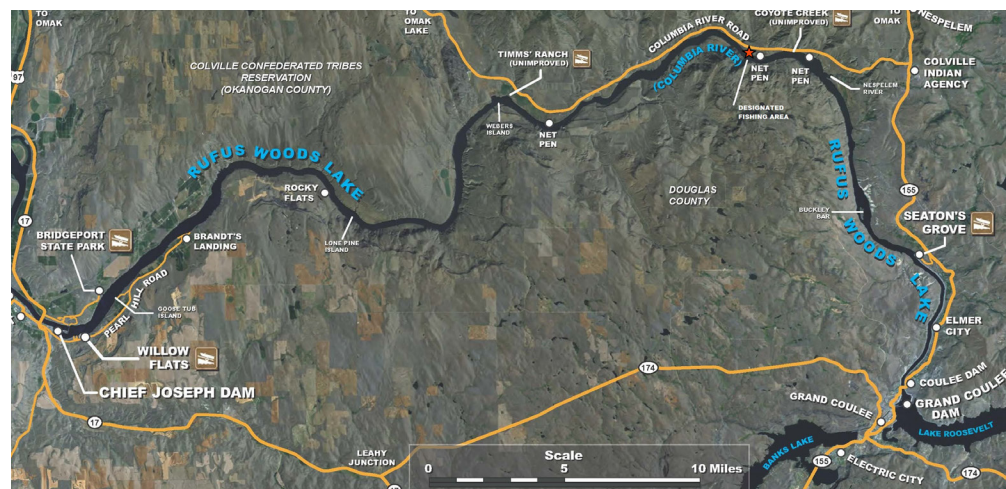 TO
OMAK
TO
OMAK
LAKE
COYOTE CREEK
(UNIMPROVED)
TO
OMAK
TO
NESPELEM
97
COLUMBIA RIVER ROAD
(COLUMBIA RIVER)
TIMMS' RANCH
(UNIMPROVED)
COLVILLE CONFEDERATED TRIBES
RESERVATION
(OKANOGAN COUNTY)
NET
PEN
NET
PEN
COLVILLE
INDIAN
AGENCY
NESPELEM
RIVER
DESIGNATED
FISHING AREA
WEBERS
ISLAND
NET
PEN
RUFUS WOODS LAKE
ROCKY
FLATS
DOUGLAS
COUNTY
155
RUFUS WOODS LAKE
BUCKLEY
BAR
SEATON'S
GROVE
17
BRIDGEPORT
STATE PARK
BRANDT'S
LANDING
LONE PINE
ISLAND
PEARL HILL ROAD
GOOSE TUB
ISLAND
ELMER
CITY
WILLOW
FLATS
CHIEF JOSEPH DAM
174
COULEE DAM
GRAND COULEE
GRAND COULEE
DAM
LAKE ROOSEVELT
17
BANKS LAKE
LEAHY
JUNCTION
155
ELECTRIC CITY
174
Scale
0 5 10 Miles